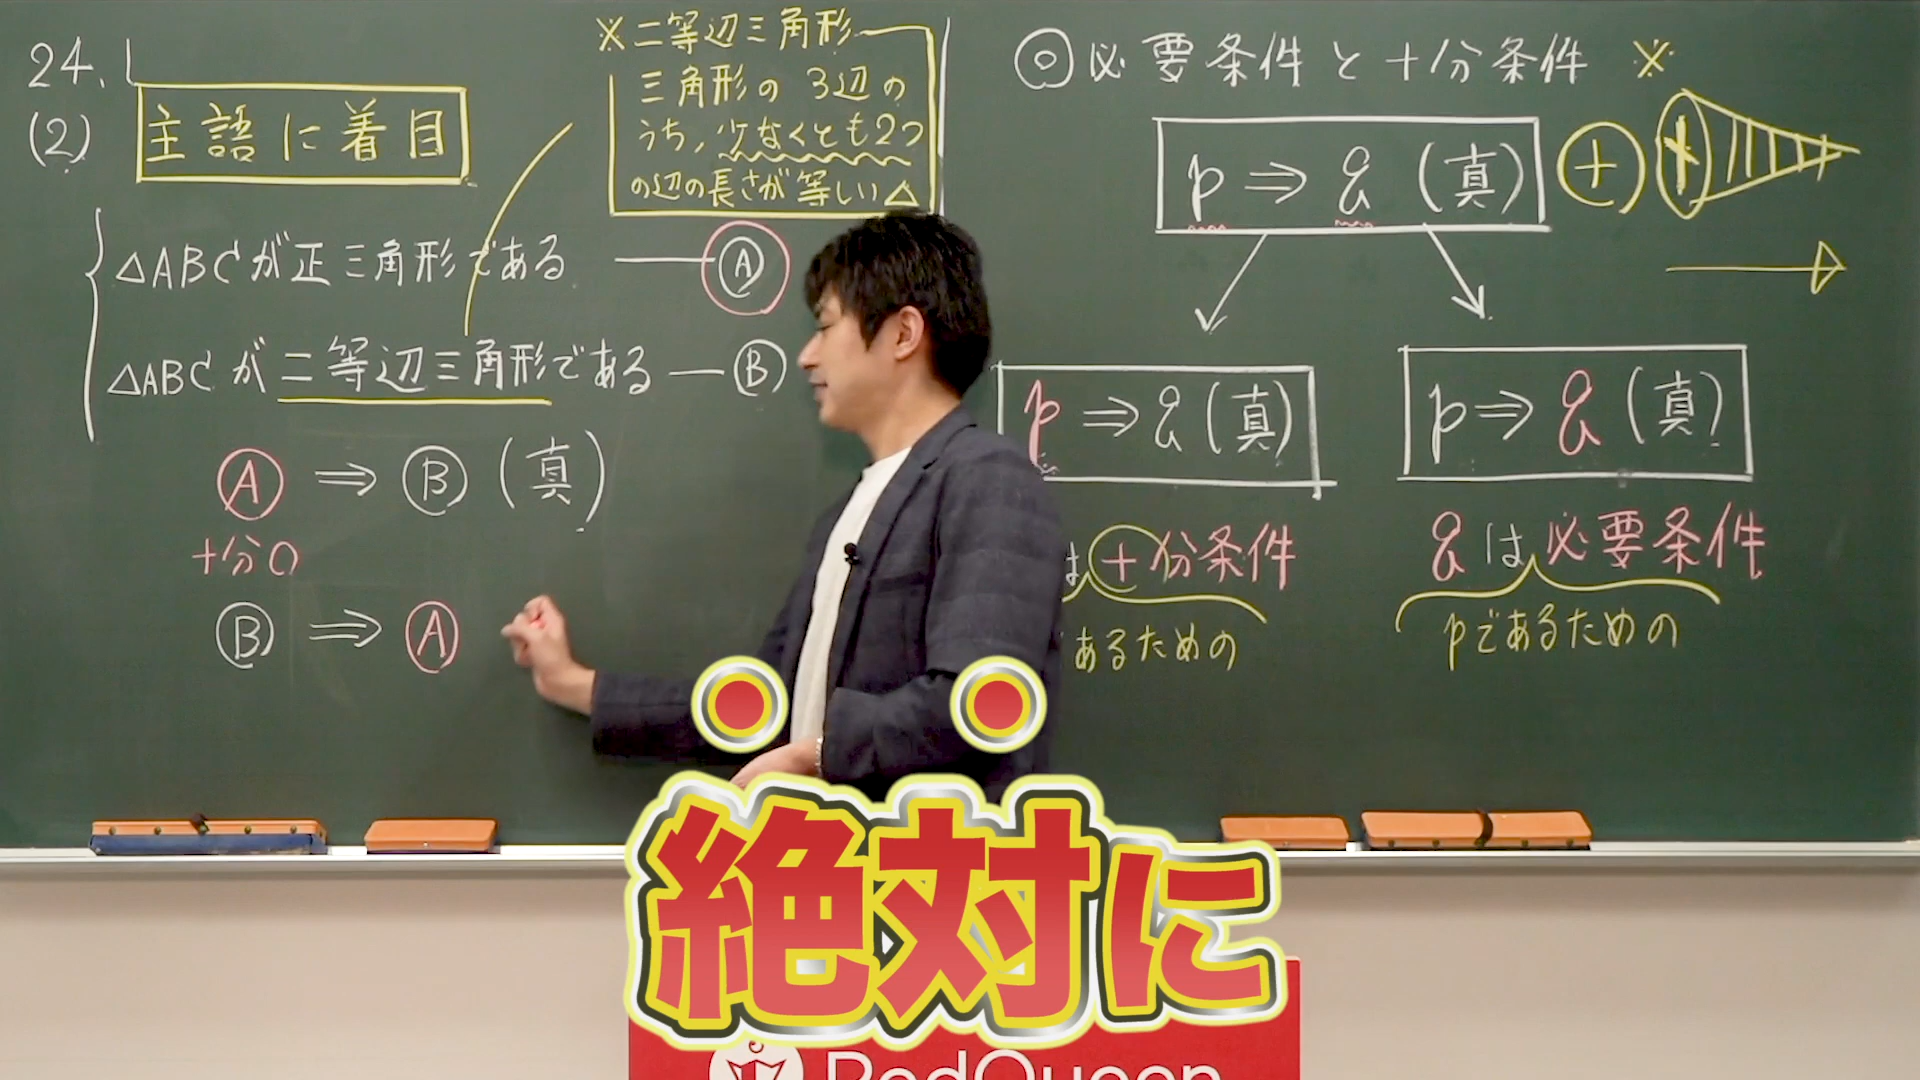 24.
(2)
主語に着目
※二等辺三角形
三角形の3辺の
うち,少なくとも2つ
の辺の長さが等しい△
△ABCが正三角形である ― Ⓐ
△ABCが二等辺三角形である ― Ⓑ
Ⓐ ⇒ Ⓑ (真)
十分○
Ⓑ ⇒ Ⓐ
◎必要条件と十分条件 ※
p ⇒ q (真)
p ⇒ q (真)
は十分条件
あるための
p ⇒ q (真)
qは必要条件
pであるための
絶対に
RedQueen